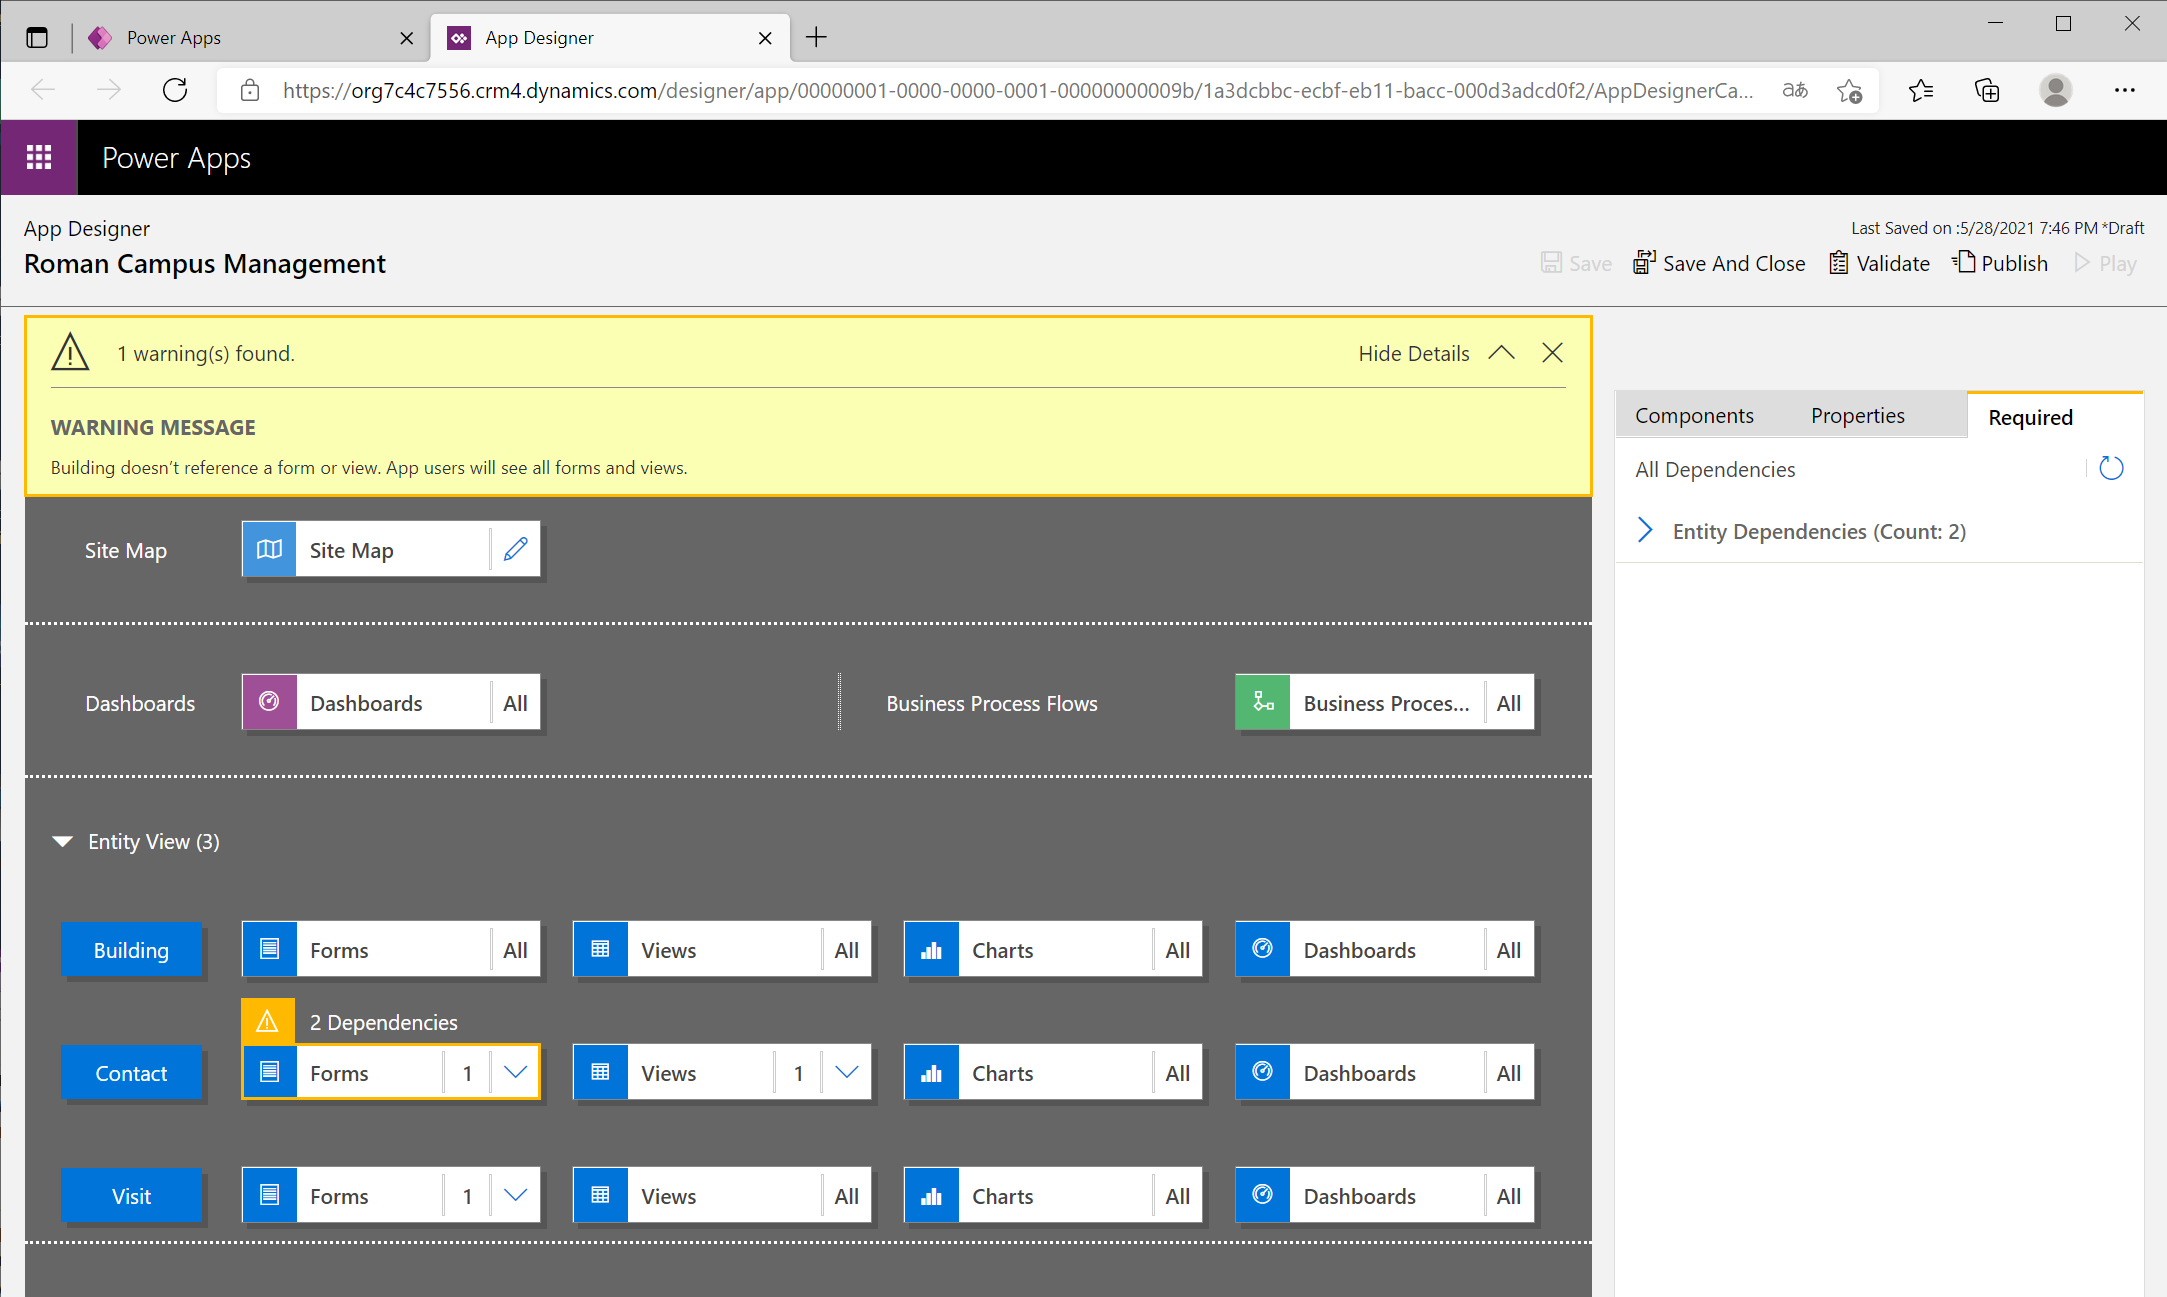 Power Apps
App Designer
https://org7c4c7556.crm4.dynamics.com/designer/app/00000001-0000-0000-0001-00000000009b/1a3dcbbc-ecbf-eb11-bacc-000d3adcd0f2/AppDesignerCa...
aあ
Power Apps
App Designer
Roman Campus Management
Last Saved on :5/28/2021 7:46 PM *Draft
Save
Save And Close
Validate
Publish
Play
1 warning(s) found.
Hide Details
WARNING MESSAGE
Building doesn't reference a form or view. App users will see all forms and views.
Components
Properties
Required
All Dependencies
Entity Dependencies (Count: 2)
Site Map
Site Map
Dashboards
Dashboards
All
Business Process Flows
Business Proces...
All
Entity View (3)
Building
Forms
All
Views
All
Charts
All
Dashboards
All
2 Dependencies
Contact
Forms
1
Views
1
Charts
All
Dashboards
All
Visit
Forms
1
Views
All
Charts
All
Dashboards
All